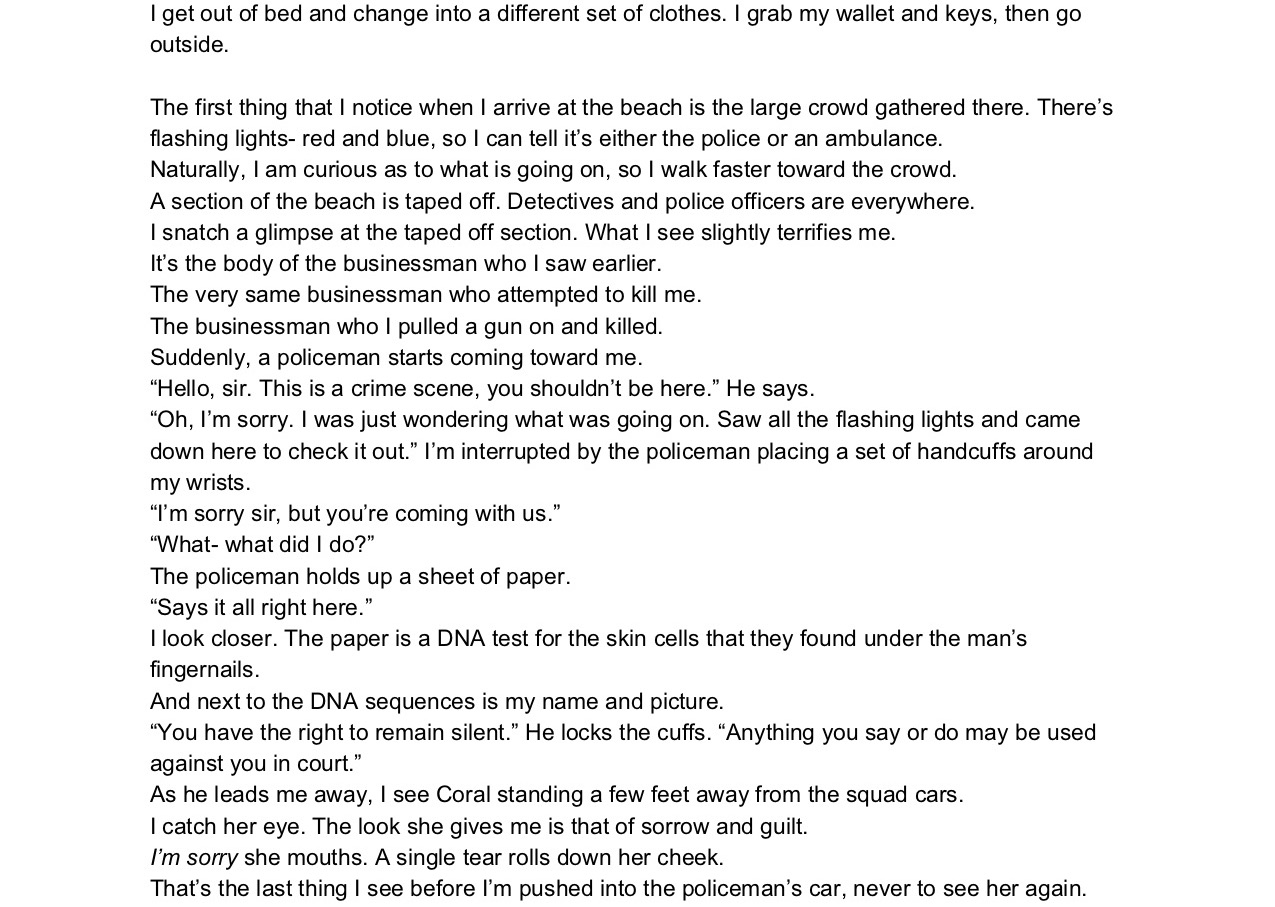 I get out of bed and change into a different set of clothes. I grab my wallet and keys, then go
outside.
The first thing that I notice when I arrive at the beach is the large crowd gathered there. There’s
flashing lights- red and blue, so I can tell it’s either the police or an ambulance.
Naturally, I am curious as to what is going on, so I walk faster toward the crowd.
A section of the beach is taped off. Detectives and police officers are everywhere.
I snatch a glimpse at the taped off section. What I see slightly terrifies me.
It’s the body of the businessman who I saw earlier.
The very same businessman who attempted to kill me.
The businessman who I pulled a gun on and killed.
Suddenly, a policeman starts coming toward me.
“Hello, sir. This is a crime scene, you shouldn’t be here.” He says.
“Oh, I’m sorry. I was just wondering what was going on. Saw all the flashing lights and came
down here to check it out.” I’m interrupted by the policeman placing a set of handcuffs around
my wrists.
“I’m sorry sir, but you’re coming with us.”
“What- what did I do?”
The policeman holds up a sheet of paper.
“Says it all right here.”
I look closer. The paper is a DNA test for the skin cells that they found under the man’s
fingernails.
And next to the DNA sequences is my name and picture.
“You have the right to remain silent.” He locks the cuffs. “Anything you say or do may be used
against you in court.”
As he leads me away, I see Coral standing a few feet away from the squad cars.
I catch her eye. The look she gives me is that of sorrow and guilt.
I’m sorry she mouths. A single tear rolls down her cheek.
That’s the last thing I see before I’m pushed into the policeman’s car, never to see her again.